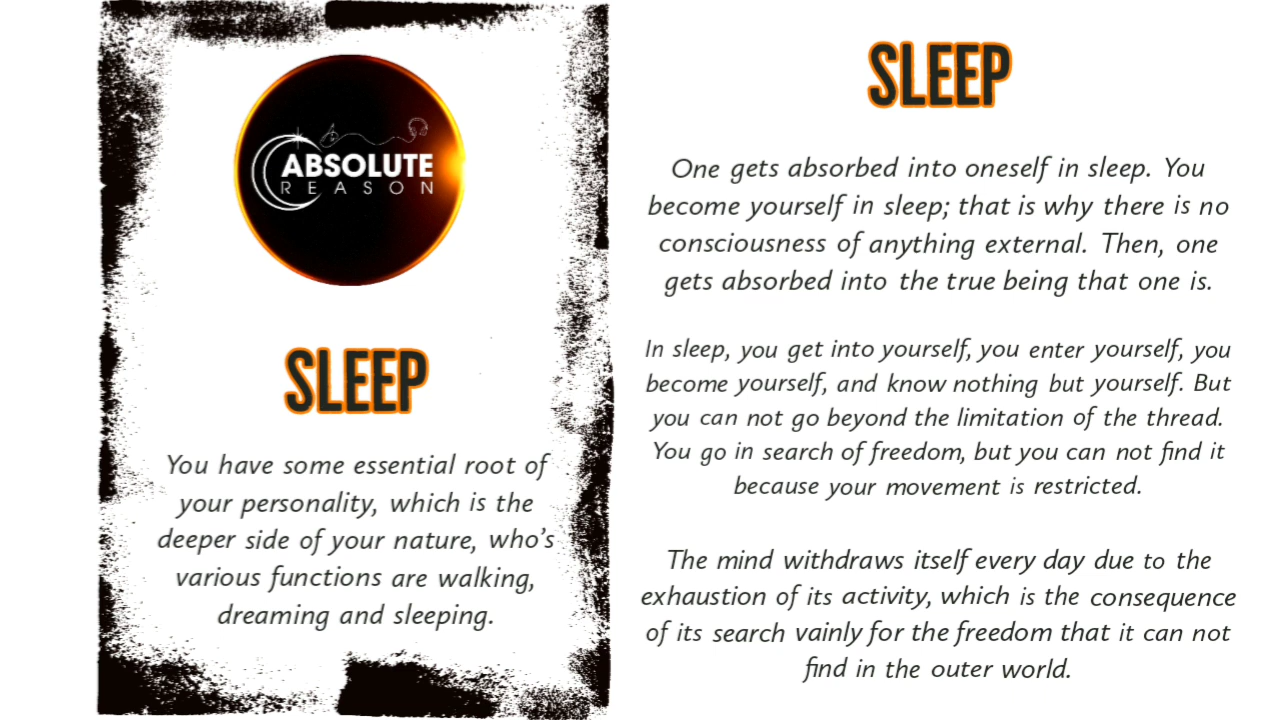 ABSOLUTE
REASON
SLEEP
You have some essential root of
your personality, which is the
deeper side of your nature, who's
various functions are walking,
dreaming and sleeping.
SLEEP
One gets absorbed into oneself in sleep. You
become yourself in sleep; that is why there is no
consciousness of anything external. Then, one
gets absorbed into the true being that one is.
In sleep, you get into yourself, you enter yourself, you
become yourself, and know nothing but yourself. But
you can not go beyond the limitation of the thread.
You go in search of freedom, but you can not find it
because your movement is restricted.
The mind withdraws itself every day due to the
exhaustion of its activity, which is the consequence
of its search vainly for the freedom that it can not
find in the outer world.